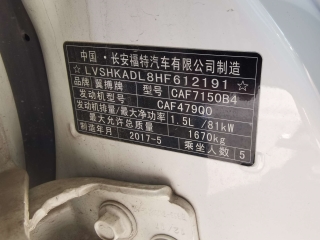 中国·长安福特汽车有限公司制造
☆LVSHKADL8HF612191☆
品牌 翼搏牌 型号 CAF7150B4
发动机型号 CAF479Q0
发动机排量/最大净功率 1.5L/81kW
最大允许总质量 1670kg
制造年月 2017-5 乘坐人数 5